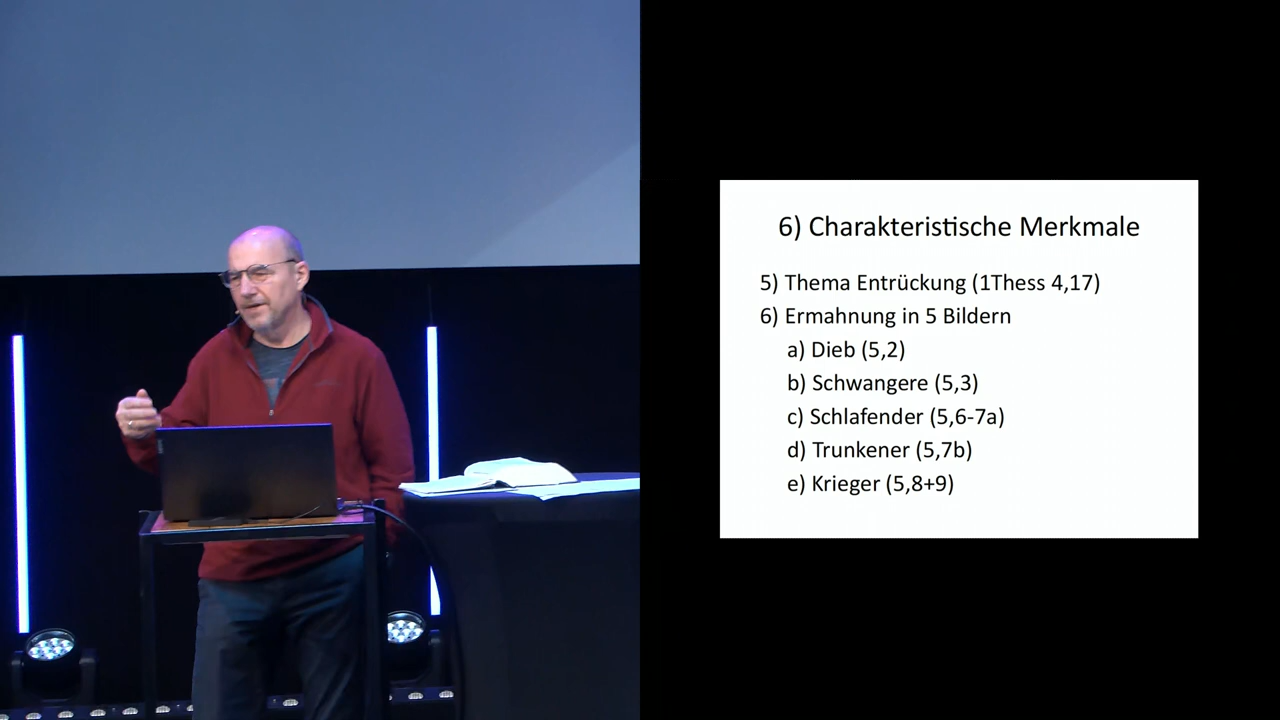 6) Charakteristische Merkmale
5) Thema Entrückung (1Thess 4,17)
6) Ermahnung in 5 Bildern
a) Dieb (5,2)
b) Schwangere (5,3)
c) Schlafender (5,6-7a)
d) Trunkener (5,7b)
e) Krieger (5,8+9)